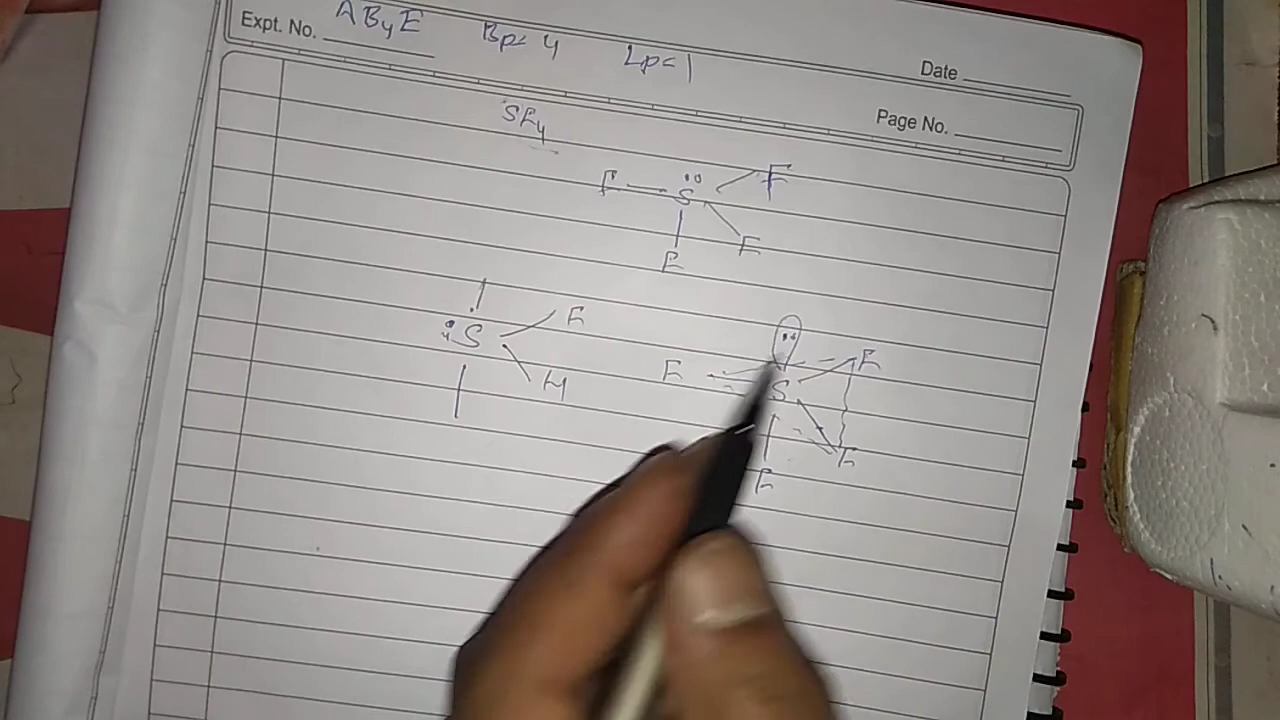 Expt. No. AB4E Bp= 4 Lp=1
Date
Page No.
SF4
F S F
F F
S F
F F
S
F
F